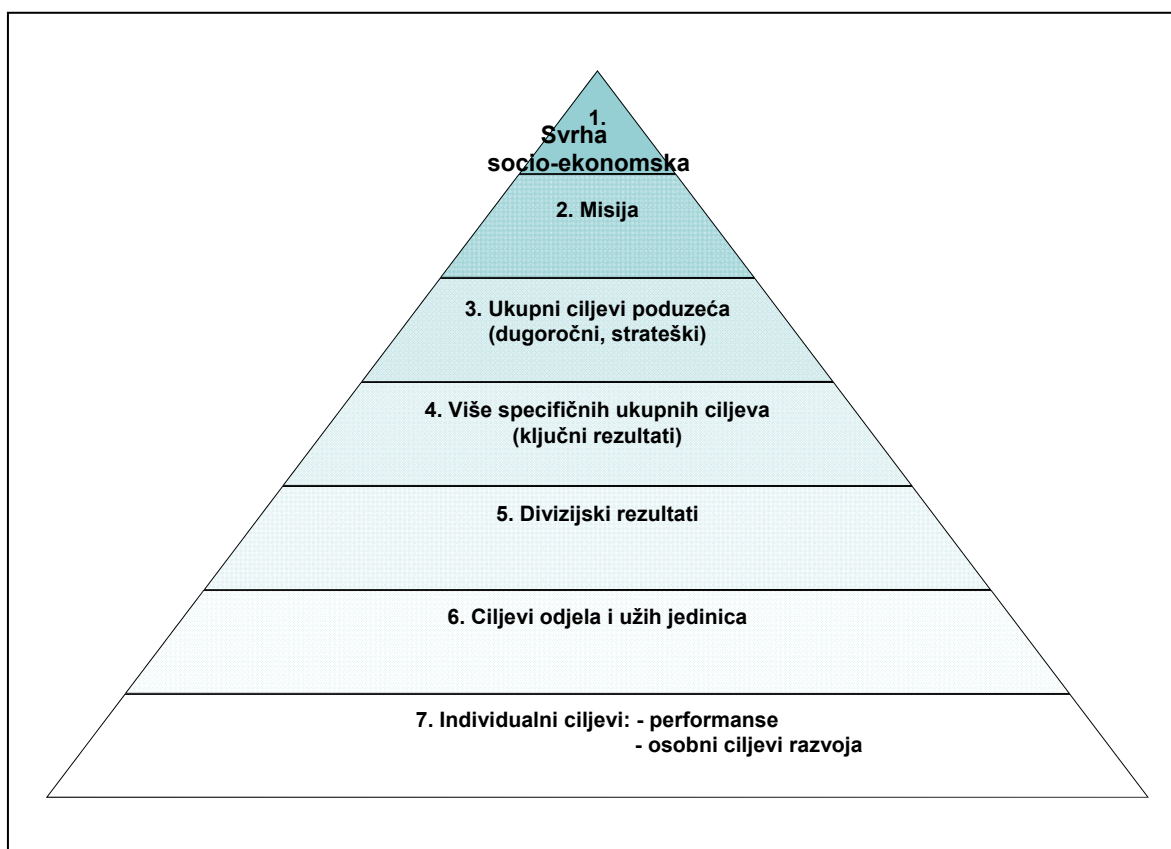 1.
Svrha
socio-ekonomska
2. Misija
3. Ukupni ciljevi poduzeća
(dugoročni, strateški)
4. Više specifičnih ukupnih ciljeva
(ključni rezultati)
5. Divizijski rezultati
6. Ciljevi odjela i užih jedinica
7. Individualni ciljevi: - performanse
- osobni ciljevi razvoja